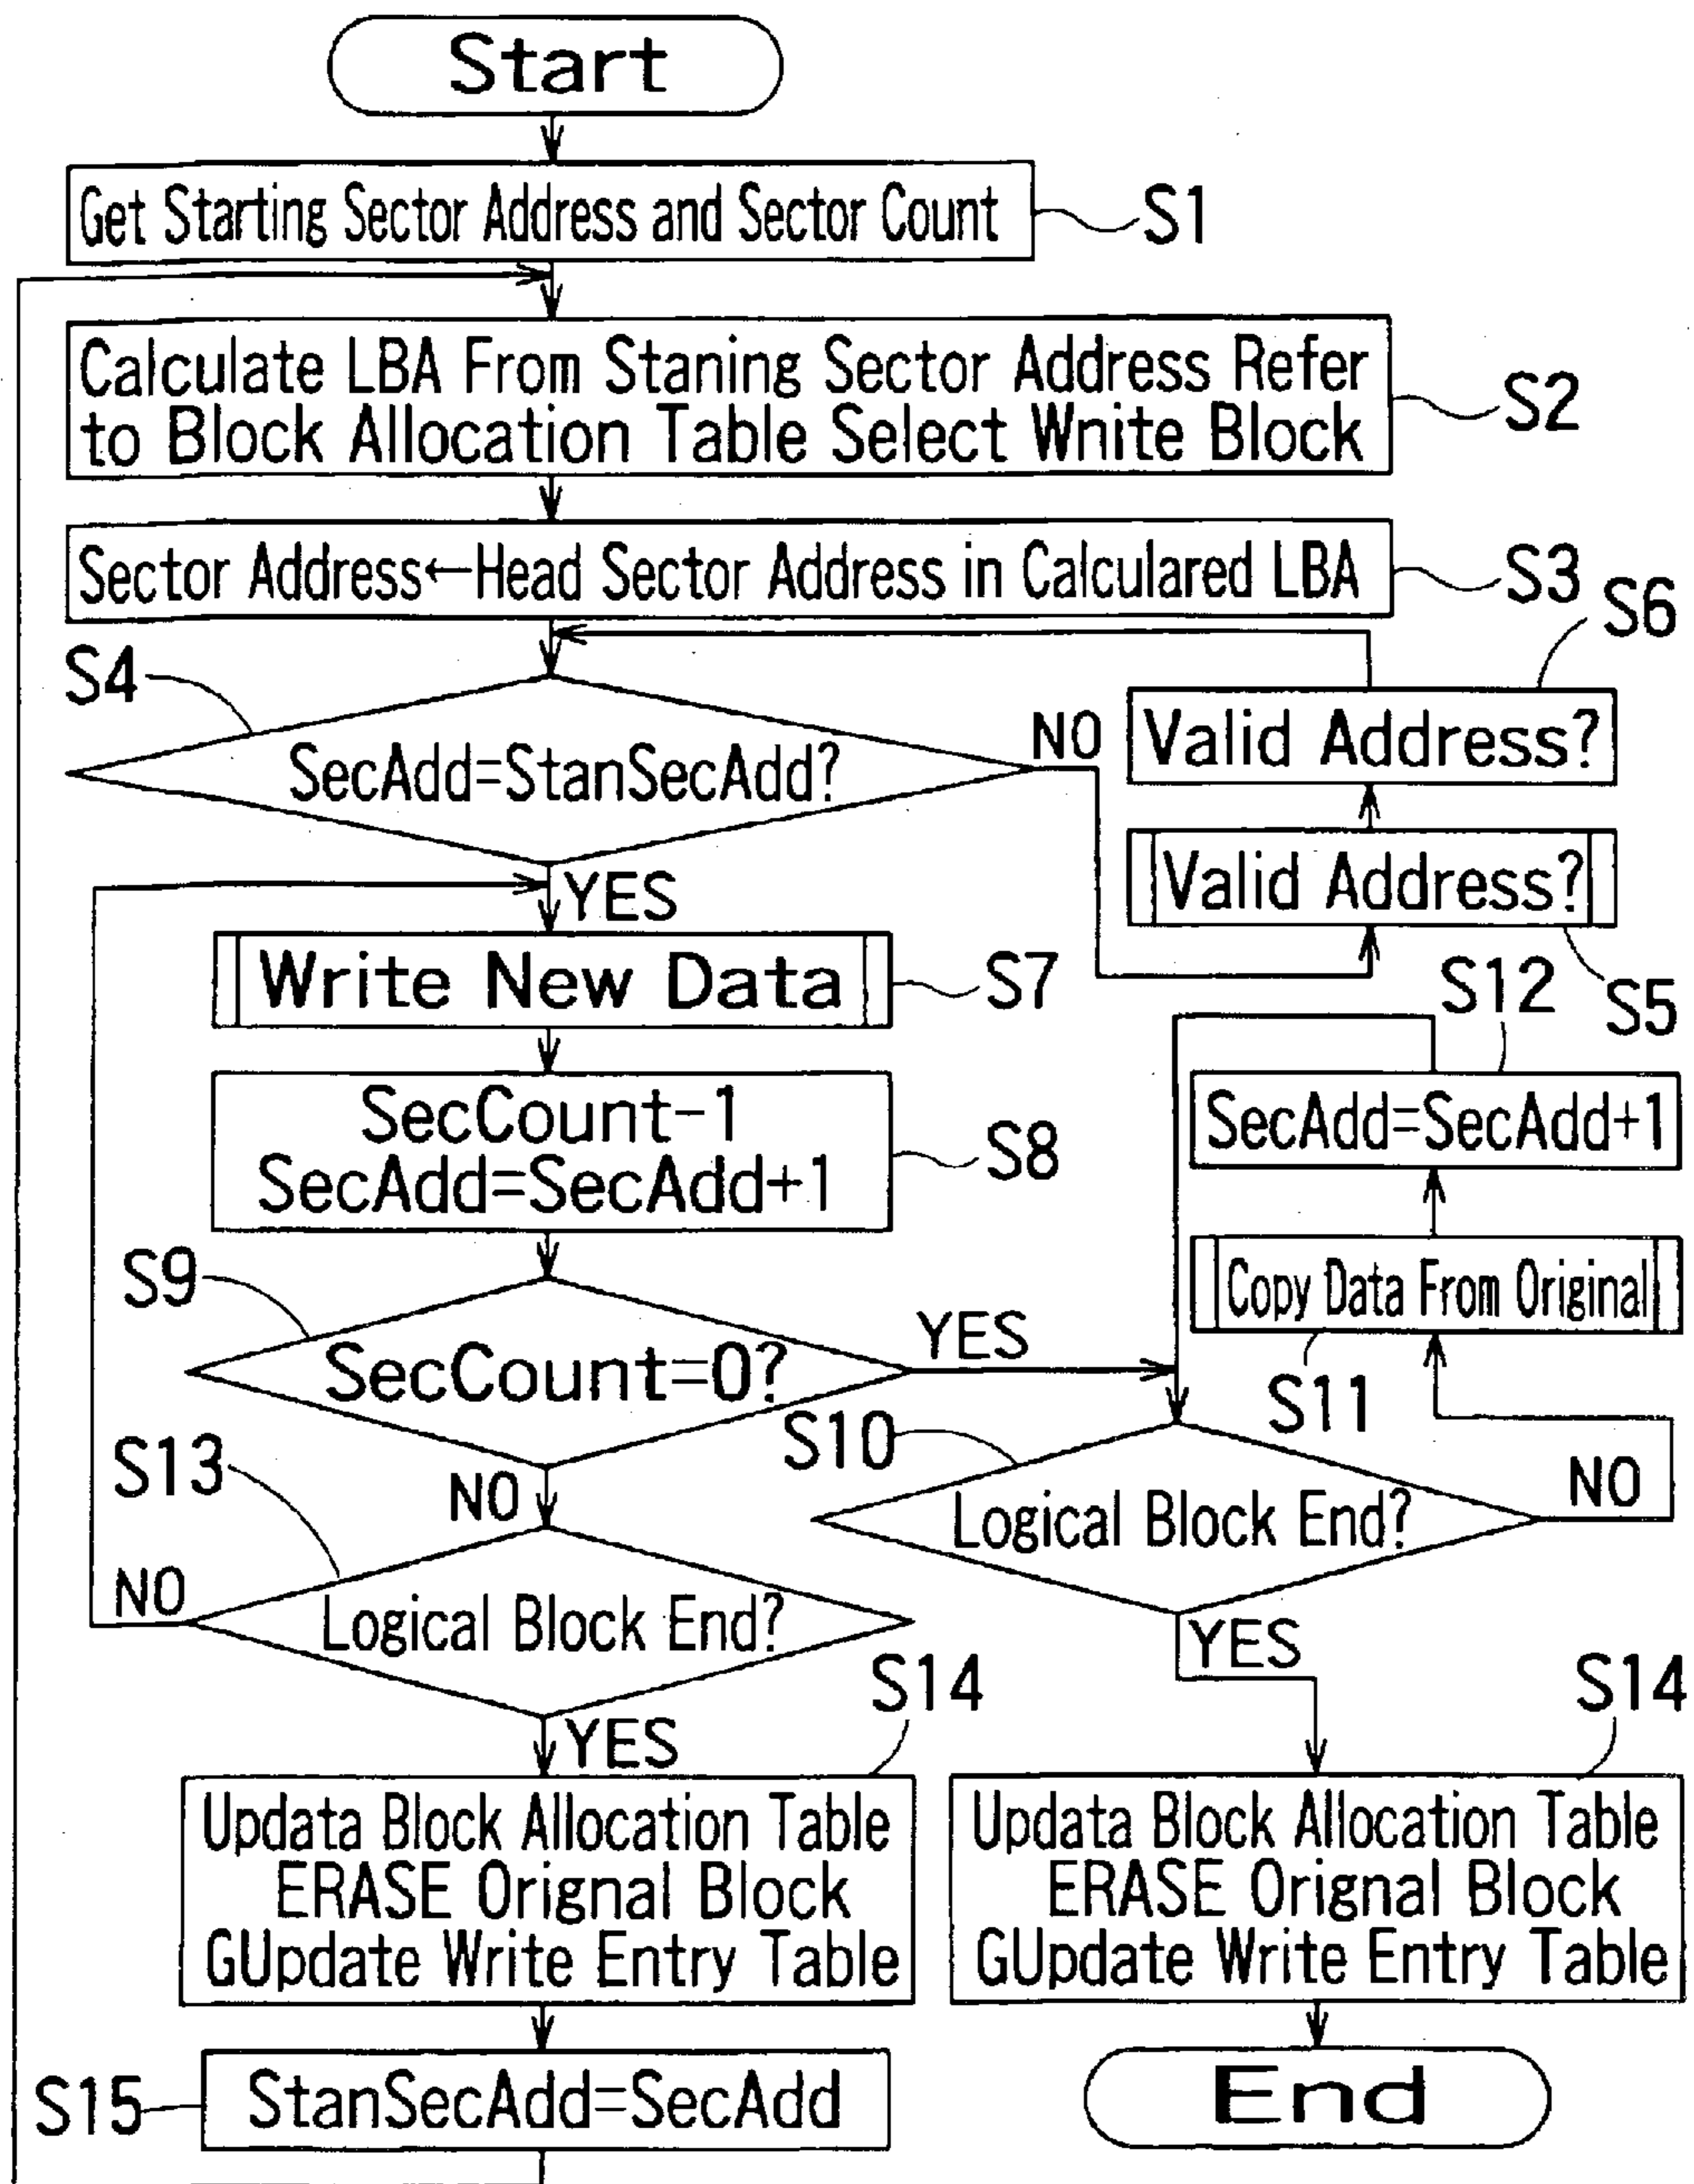 Start
Get Starting Sector Address and Sector Count
S1
Calculate LBA From Staning Sector Address Refer
to Block Allocation Table Select Wnite Block
S2
Sector Address←Head Sector Address in Calculared LBA
S3
S6
S4
SecAdd=StanSecAdd?
NO
Valid Address?
Valid Address?
S5
YES
Write New Data
S7
S12
SecCount-1
SecAdd=SecAdd+1
S8
SecAdd=SecAdd+1
S9
SecCount=0?
YES
Copy Data From Original
S11
S10
Logical Block End?
NO
S13
NO
Logical Block End?
NO
YES
S14
YES
S14
Updata Block Allocation Table
ERASE Orignal Block
GUpdate Write Entry Table
Updata Block Allocation Table
ERASE Orignal Block
GUpdate Write Entry Table
S15
StanSecAdd=SecAdd
End